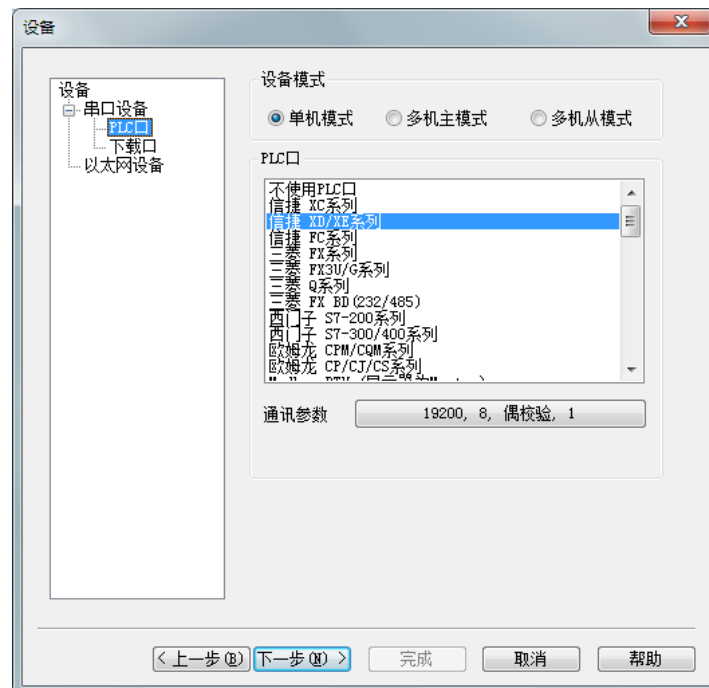 设备
设备
串口设备
PLC口
下载口
以太网设备
设备模式
单机模式 多机主模式 多机从模式
PLC口
不使用PLC口
信捷 XC系列
信捷 XD/XE系列
信捷 FC系列
三菱 FX系列
三菱 FX3U/G系列
三菱 Q系列
三菱 FX BD(232/485)
西门子 S7-200系列
西门子 S7-300/400系列
欧姆龙 CPM/CQM系列
欧姆龙 CP/CJ/CS系列
通讯参数 19200, 8, 偶校验, 1
< 上一步(B) 下一步(N) > 完成 取消 帮助